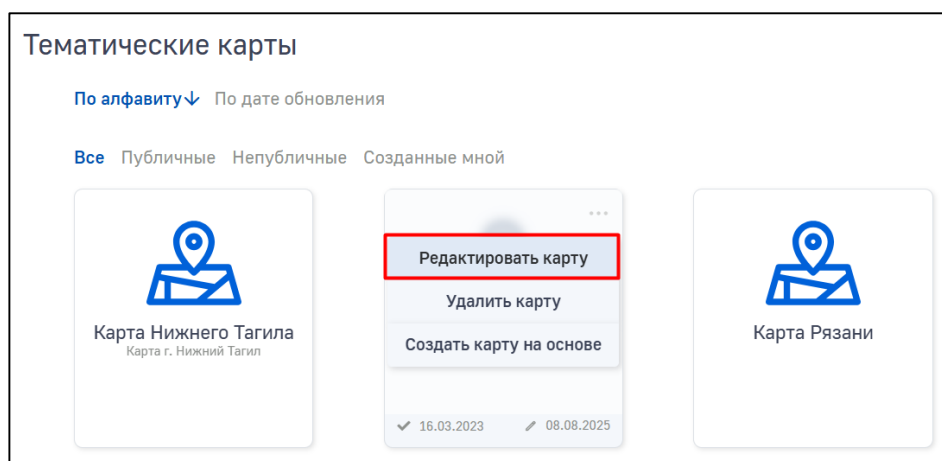 Тематические карты
По алфавиту↓ По дате обновления
Все Публичные Непубличные Созданные мной
Карта Нижнего Тагила
Карта г. Нижний Тагил
Редактировать карту
Удалить карту
Создать карту на основе
16.03.2023 08.08.2025
Карта Рязани